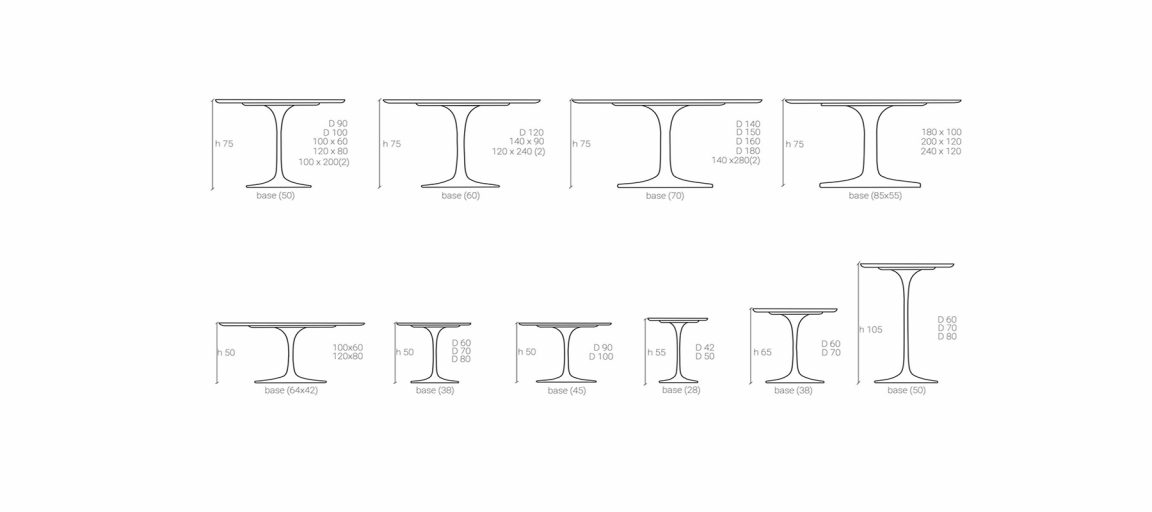 h 75
D 90
D 100
100 x 60
120 x 80
100 x 200(2)
base (50)
h 75
D 120
140 x 90
120 x 240 (2)
base (60)
h 75
D 140
D 150
D 160
D 180
140 x280(2)
base (70)
h 75
180 x 100
200 x 120
240 x 120
base (85x55)
h 50
100x60
120x80
base (64x42)
h 50
D 60
D 70
D 80
base (38)
h 50
D 90
D 100
base (45)
h 55
D 42
D 50
base (28)
h 65
D 60
D 70
base (38)
h 105
D 60
D 70
D 80
base (50)